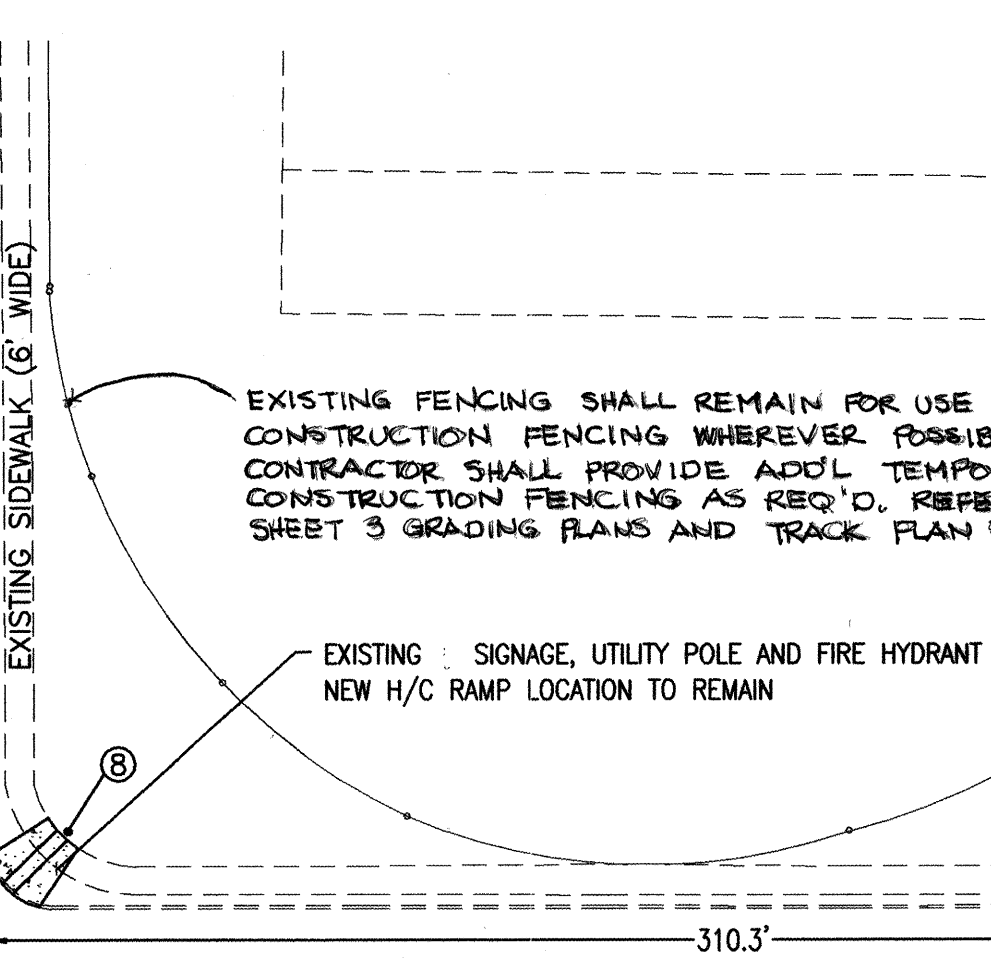 EXISTING SIDEWALK (6' WIDE)
EXISTING FENCING SHALL REMAIN FOR USE
CONSTRUCTION FENCING WHEREVER POSSIB
CONTRACTOR SHALL PROVIDE ADD'L TEMPO
CONSTRUCTION FENCING AS REQ'D. REFE
SHEET 3 GRADING PLANS AND TRACK PLAN
EXISTING SIGNAGE, UTILITY POLE AND FIRE HYDRANT
NEW H/C RAMP LOCATION TO REMAIN
8
310.3'